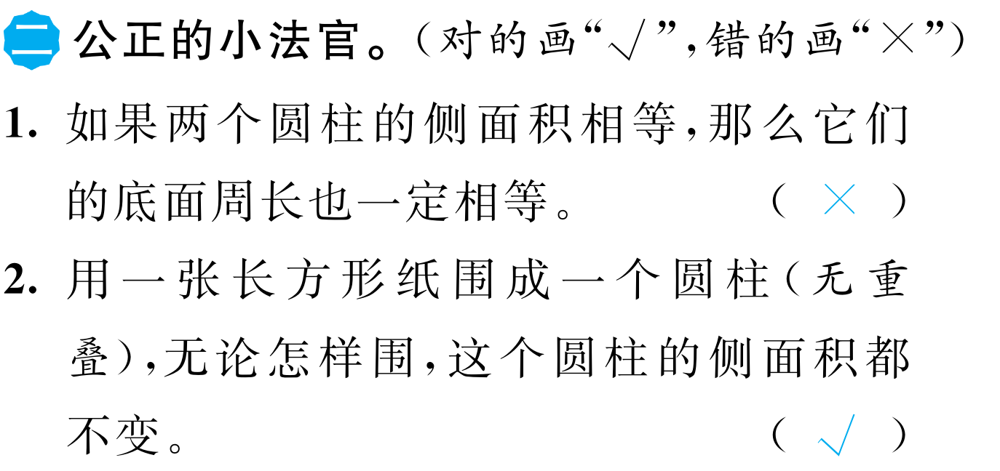 二 公正的小法官。(对的画“√”,错的画“×”)
1. 如果两个圆柱的侧面积相等,那么它们
的底面周长也一定相等。 ( × )
2. 用一张长方形纸围成一个圆柱(无重
叠),无论怎样围,这个圆柱的侧面积都
不变。 ( √ )